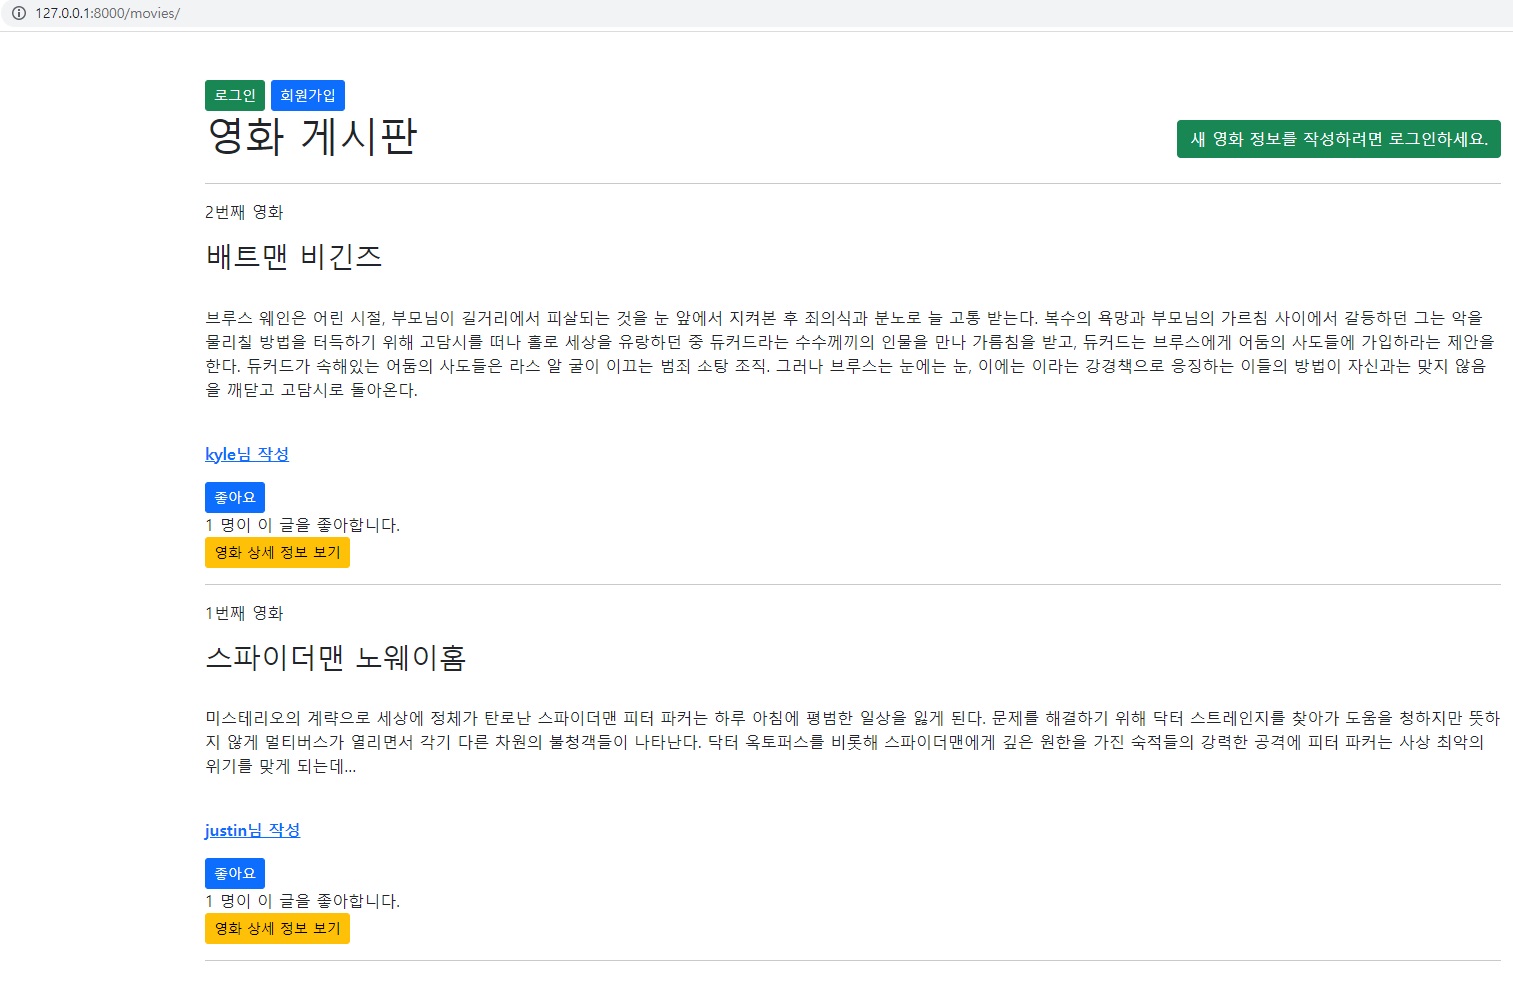 127.0.0.1:8000/movies/
로그인 회원가입
영화 게시판
새 영화 정보를 작성하려면 로그인하세요.
2번째 영화
배트맨 비긴즈
브루스 웨인은 어린 시절, 부모님이 길거리에서 피살되는 것을 눈 앞에서 지켜본 후 죄의식과 분노로 늘 고통 받는다. 복수의 욕망과 부모님의 가르침 사이에서 갈등하던 그는 악을
물리칠 방법을 터득하기 위해 고담시를 떠나 홀로 세상을 유랑하던 중 듀커드라는 수수께끼의 인물을 만나 가름침을 받고, 듀커드는 브루스에게 어둠의 사도들에 가입하라는 제안을
한다. 듀커드가 속해있는 어둠의 사도들은 라스 알 굴이 이끄는 범죄 소탕 조직. 그러나 브루스는 눈에는 눈, 이에는 이라는 강경책으로 응징하는 이들의 방법이 자신과는 맞지 않음
을 깨닫고 고담시로 돌아온다.
kyle님 작성
좋아요
1 명이 이 글을 좋아합니다.
영화 상세 정보 보기
1번째 영화
스파이더맨 노웨이홈
미스테리오의 계략으로 세상에 정체가 탄로난 스파이더맨 피터 파커는 하루 아침에 평범한 일상을 잃게 된다. 문제를 해결하기 위해 닥터 스트레인지를 찾아가 도움을 청하지만 뜻하
지 않게 멀티버스가 열리면서 각기 다른 차원의 불청객들이 나타난다. 닥터 옥토퍼스를 비롯해 스파이더맨에게 깊은 원한을 가진 숙적들의 강력한 공격에 피터 파커는 사상 최악의
위기를 맞게 되는데...
justin님 작성
좋아요
1 명이 이 글을 좋아합니다.
영화 상세 정보 보기